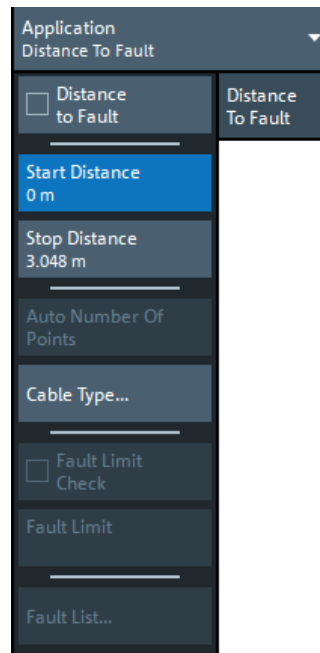 Application
Distance To Fault
Distance
to Fault
Distance
To Fault
Start Distance
0 m
Stop Distance
3.048 m
Auto Number Of
Points
Cable Type...
Fault Limit
Check
Fault Limit
Fault List...